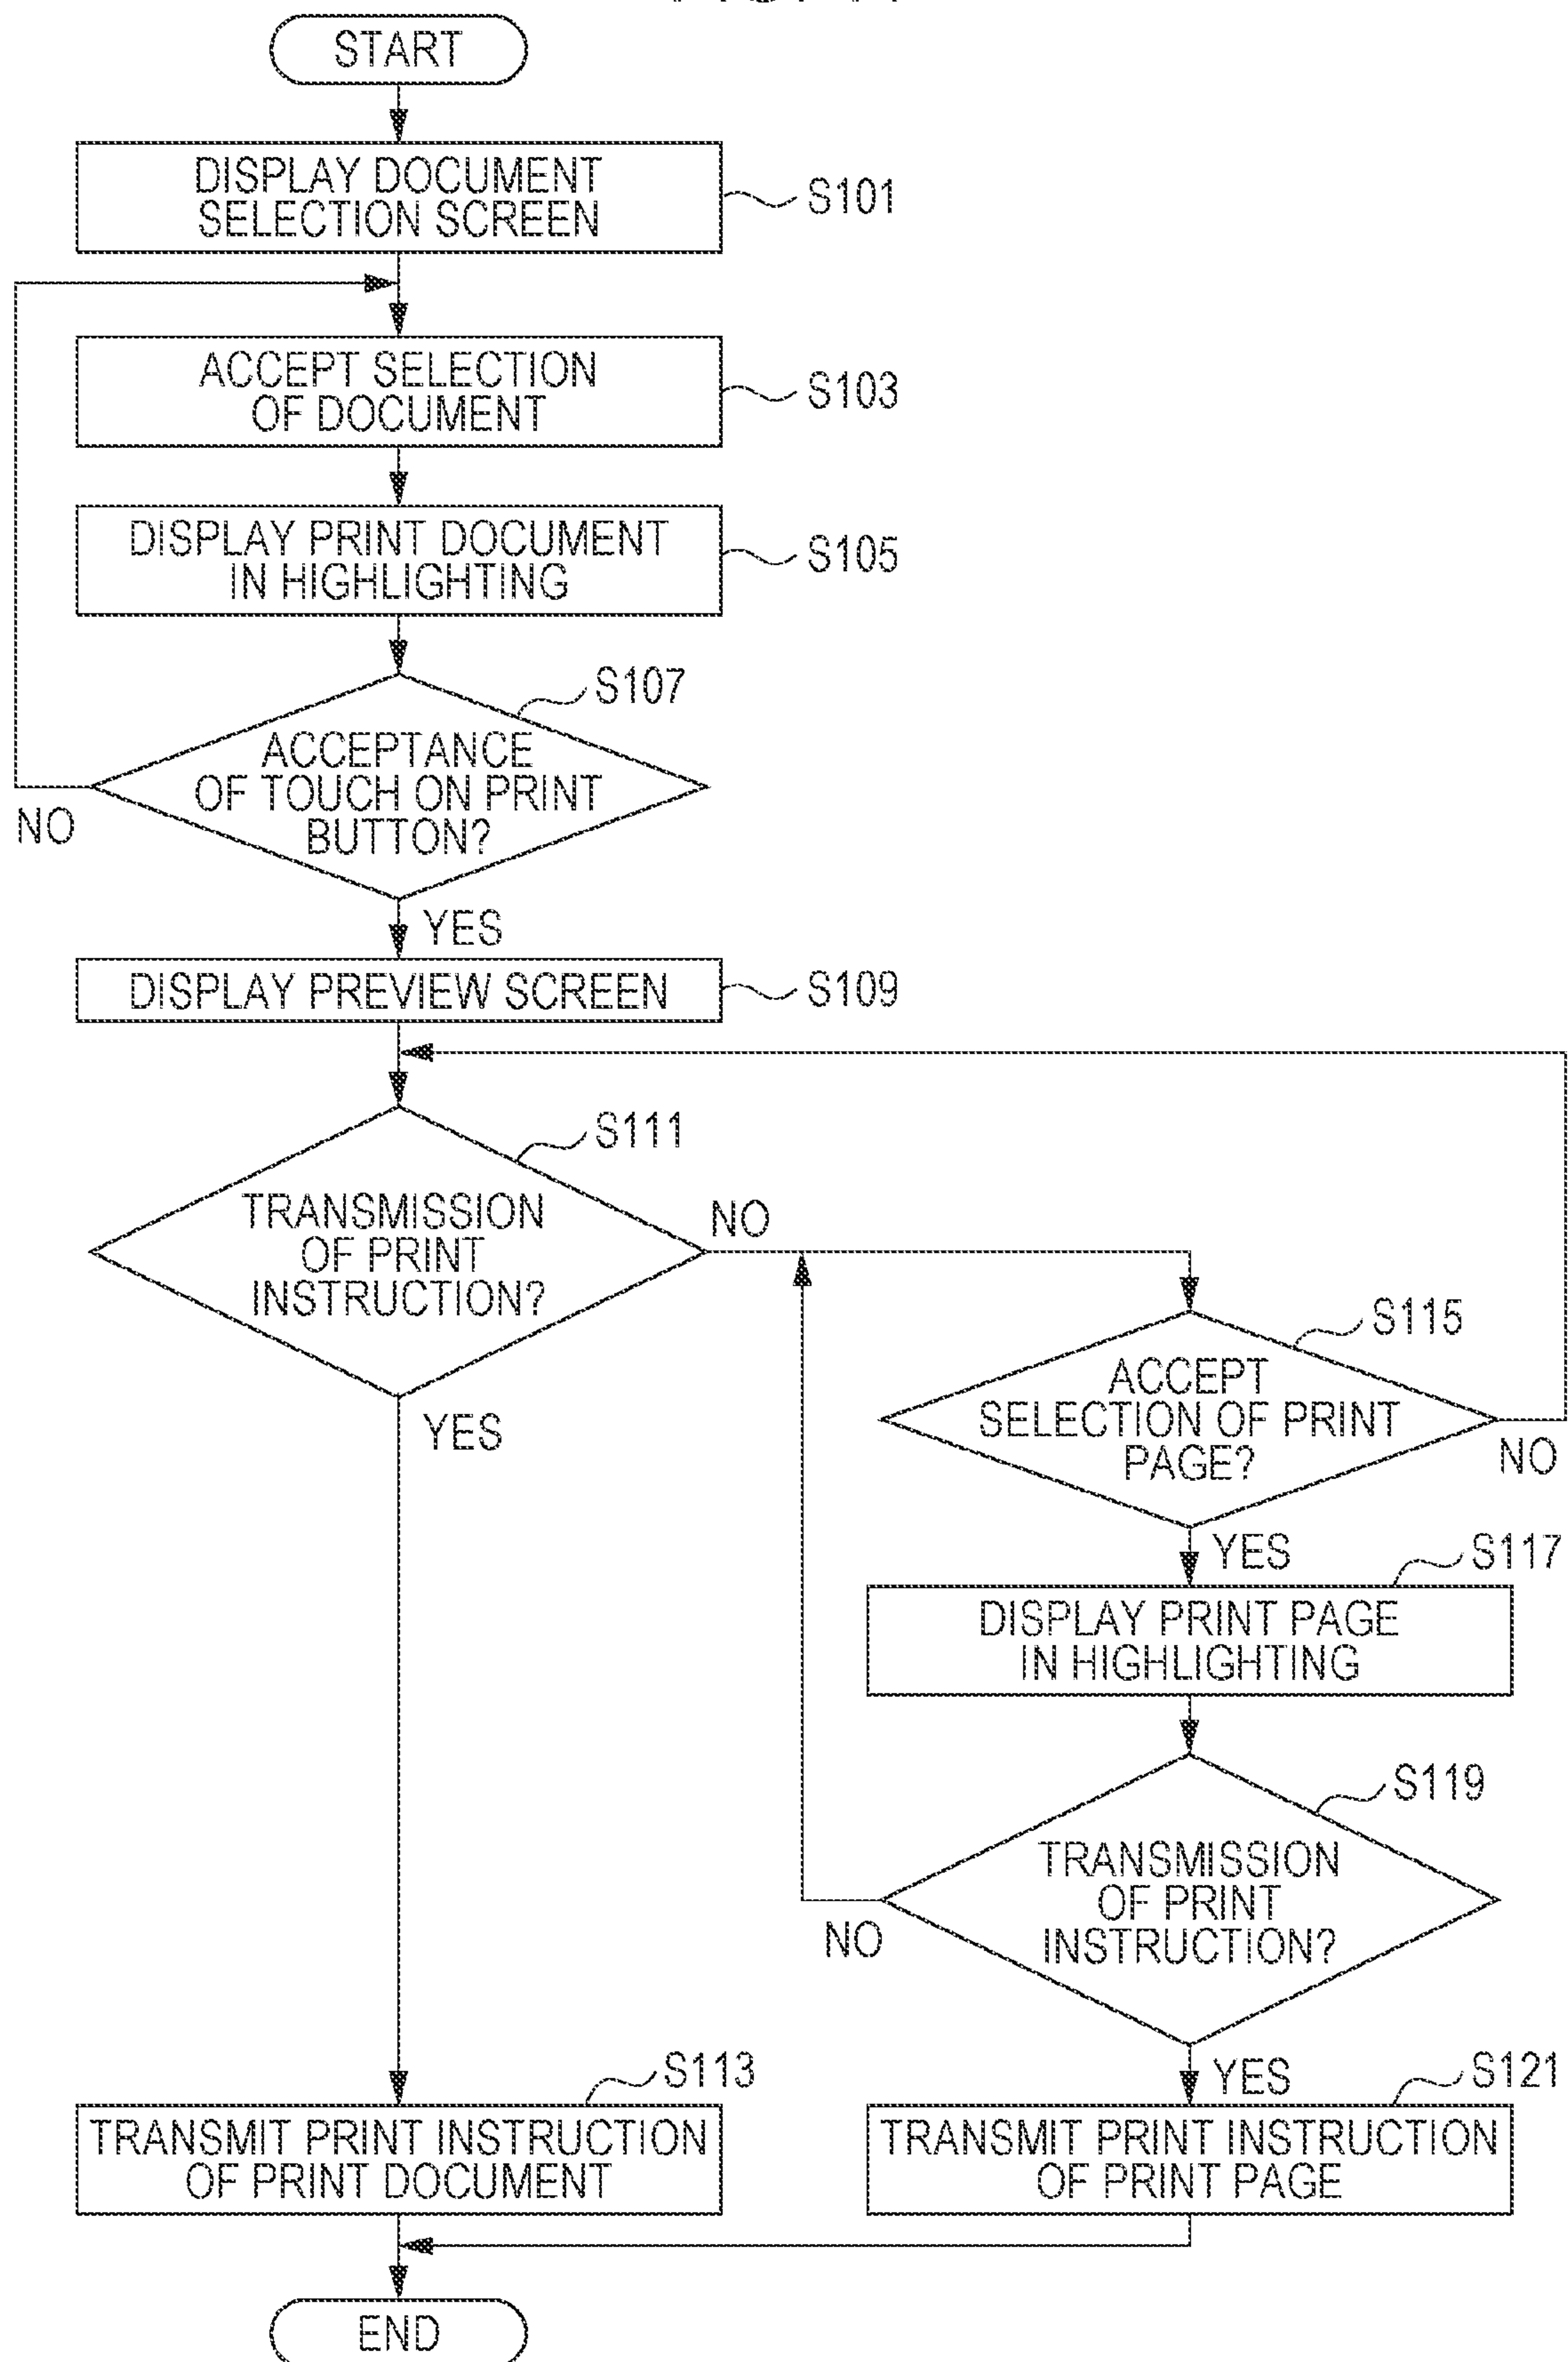 START
DISPLAY DOCUMENT
SELECTION SCREEN
S101
ACCEPT SELECTION
OF DOCUMENT
S103
DISPLAY PRINT DOCUMENT
IN HIGHLIGHTING
S105
S107
ACCEPTANCE
OF TOUCH ON PRINT
BUTTON?
NO
YES
DISPLAY PREVIEW SCREEN
S109
S111
TRANSMISSION
OF PRINT
INSTRUCTION?
NO
YES
S115
ACCEPT
SELECTION OF PRINT
PAGE?
NO
YES
S117
DISPLAY PRINT PAGE
IN HIGHLIGHTING
S119
TRANSMISSION
OF PRINT
INSTRUCTION?
NO
YES
S113
TRANSMIT PRINT INSTRUCTION
OF PRINT DOCUMENT
S121
TRANSMIT PRINT INSTRUCTION
OF PRINT PAGE
END